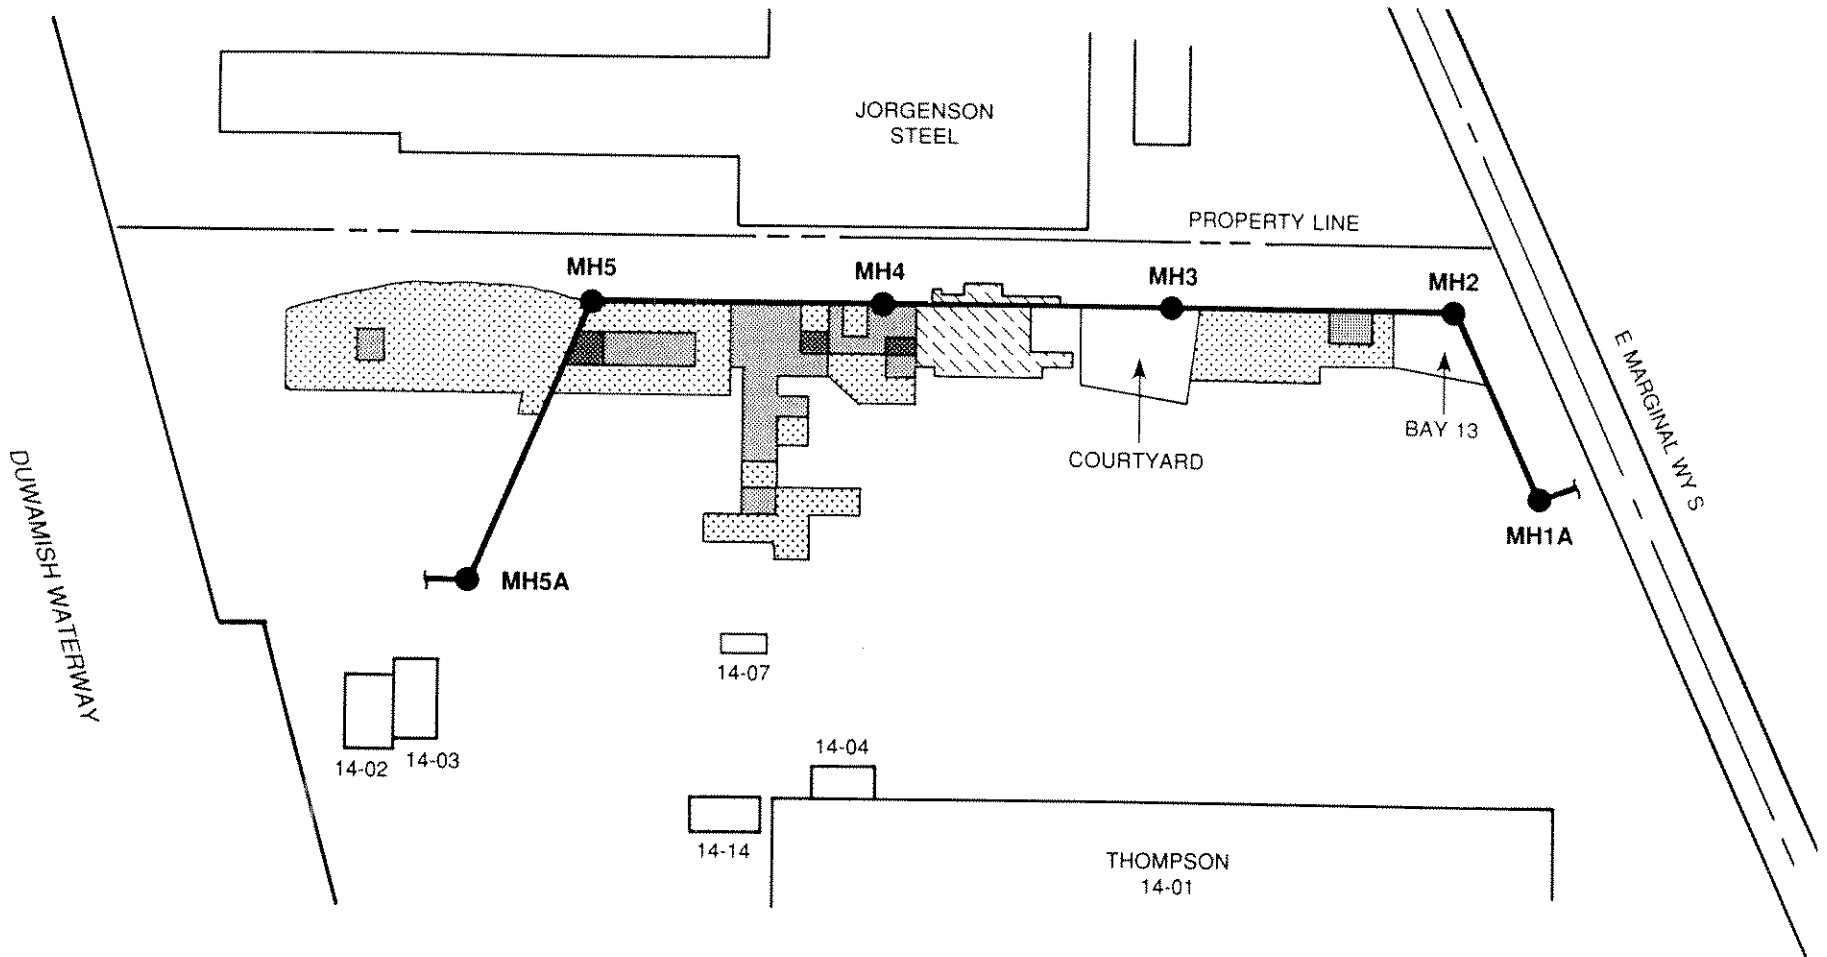 JORGENSON
STEEL
PROPERTY LINE
MH5
MH4
MH3
MH2
E MARGINAL WY S
BAY 13
COURTYARD
DUWAMISH WATERWAY
MH1A
MH5A
14-07
14-02
14-03
14-04
14-14
THOMPSON
14-01